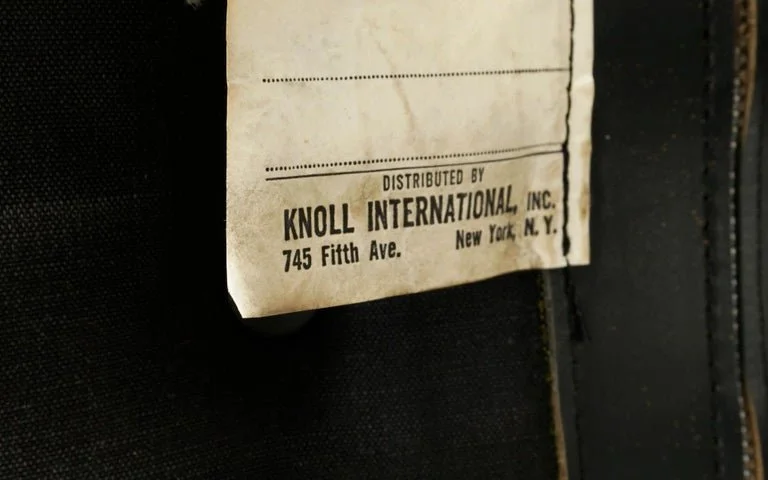 DISTRIBUTED BY
KNOLL INTERNATIONAL, INC.
745 Fifth Ave. New York, N. Y.